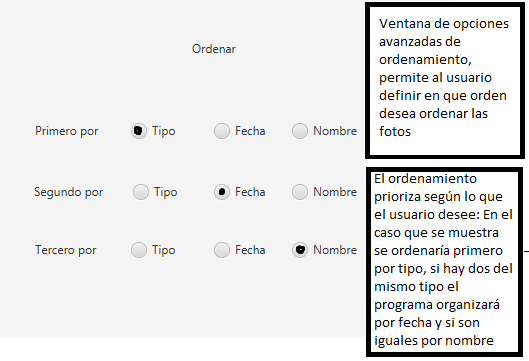 Ordenar
Primero por Tipo Fecha Nombre
Segundo por Tipo Fecha Nombre
Tercero por Tipo Fecha Nombre
Ventana de opciones
avanzadas de
ordenamiento,
permite al usuario
definir en que orden
desea ordenar las
fotos
El ordenamiento
prioriza según lo que
el usuario desee: En el
caso que se muestra
se ordenaría primero
por tipo, si hay dos del
mismo tipo el
programa organizará
por fecha y si son
iguales por nombre